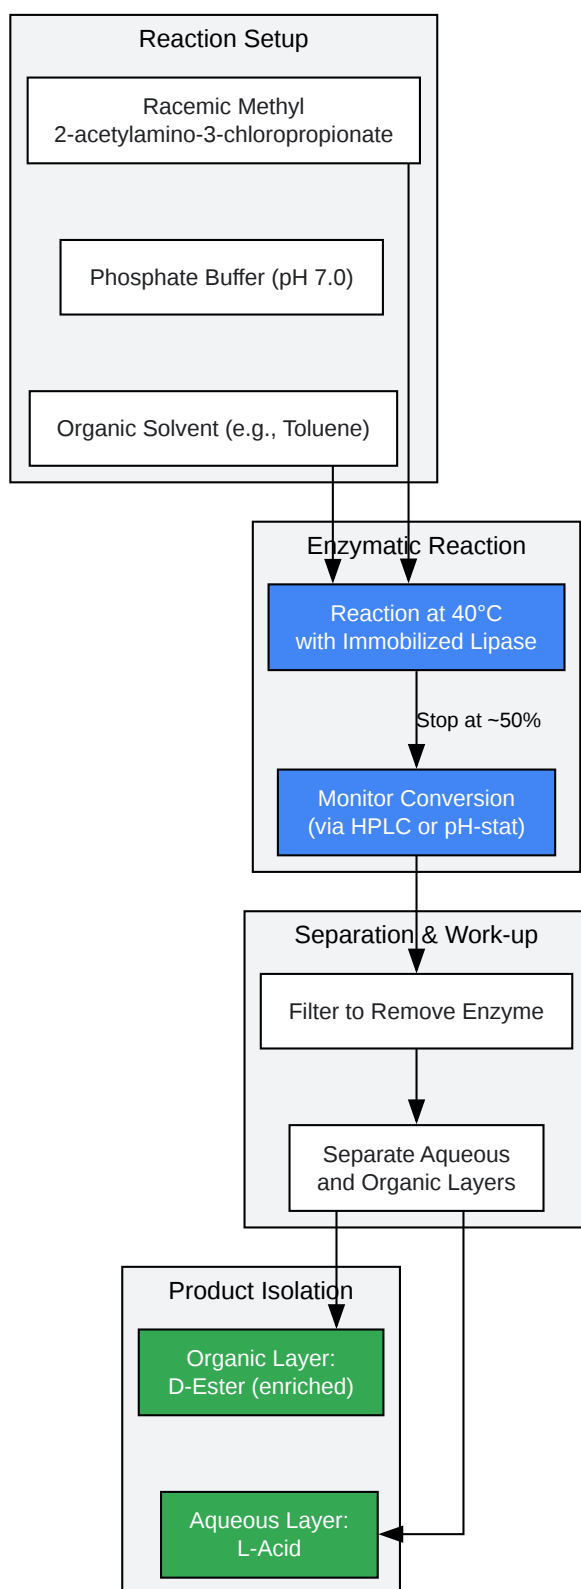 Reaction Setup
Racemic Methyl
2-acetylamino-3-chloropropionate
Phosphate Buffer (pH 7.0)
Organic Solvent (e.g., Toluene)
Enzymatic Reaction
Reaction at 40°C
with Immobilized Lipase
Stop at ~50%
Monitor Conversion
(via HPLC or pH-stat)
Separation & Work-up
Filter to Remove Enzyme
Separate Aqueous
and Organic Layers
Product Isolation
Organic Layer:
D-Ester (enriched)
Aqueous Layer:
L-Acid